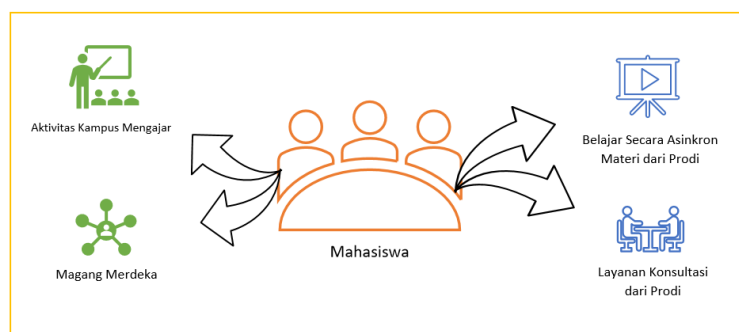 Aktivitas Kampus Mengajar
Magang Merdeka
Mahasiswa
Belajar Secara Asinkron
Materi dari Prodi
Layanan Konsultasi
dari Prodi